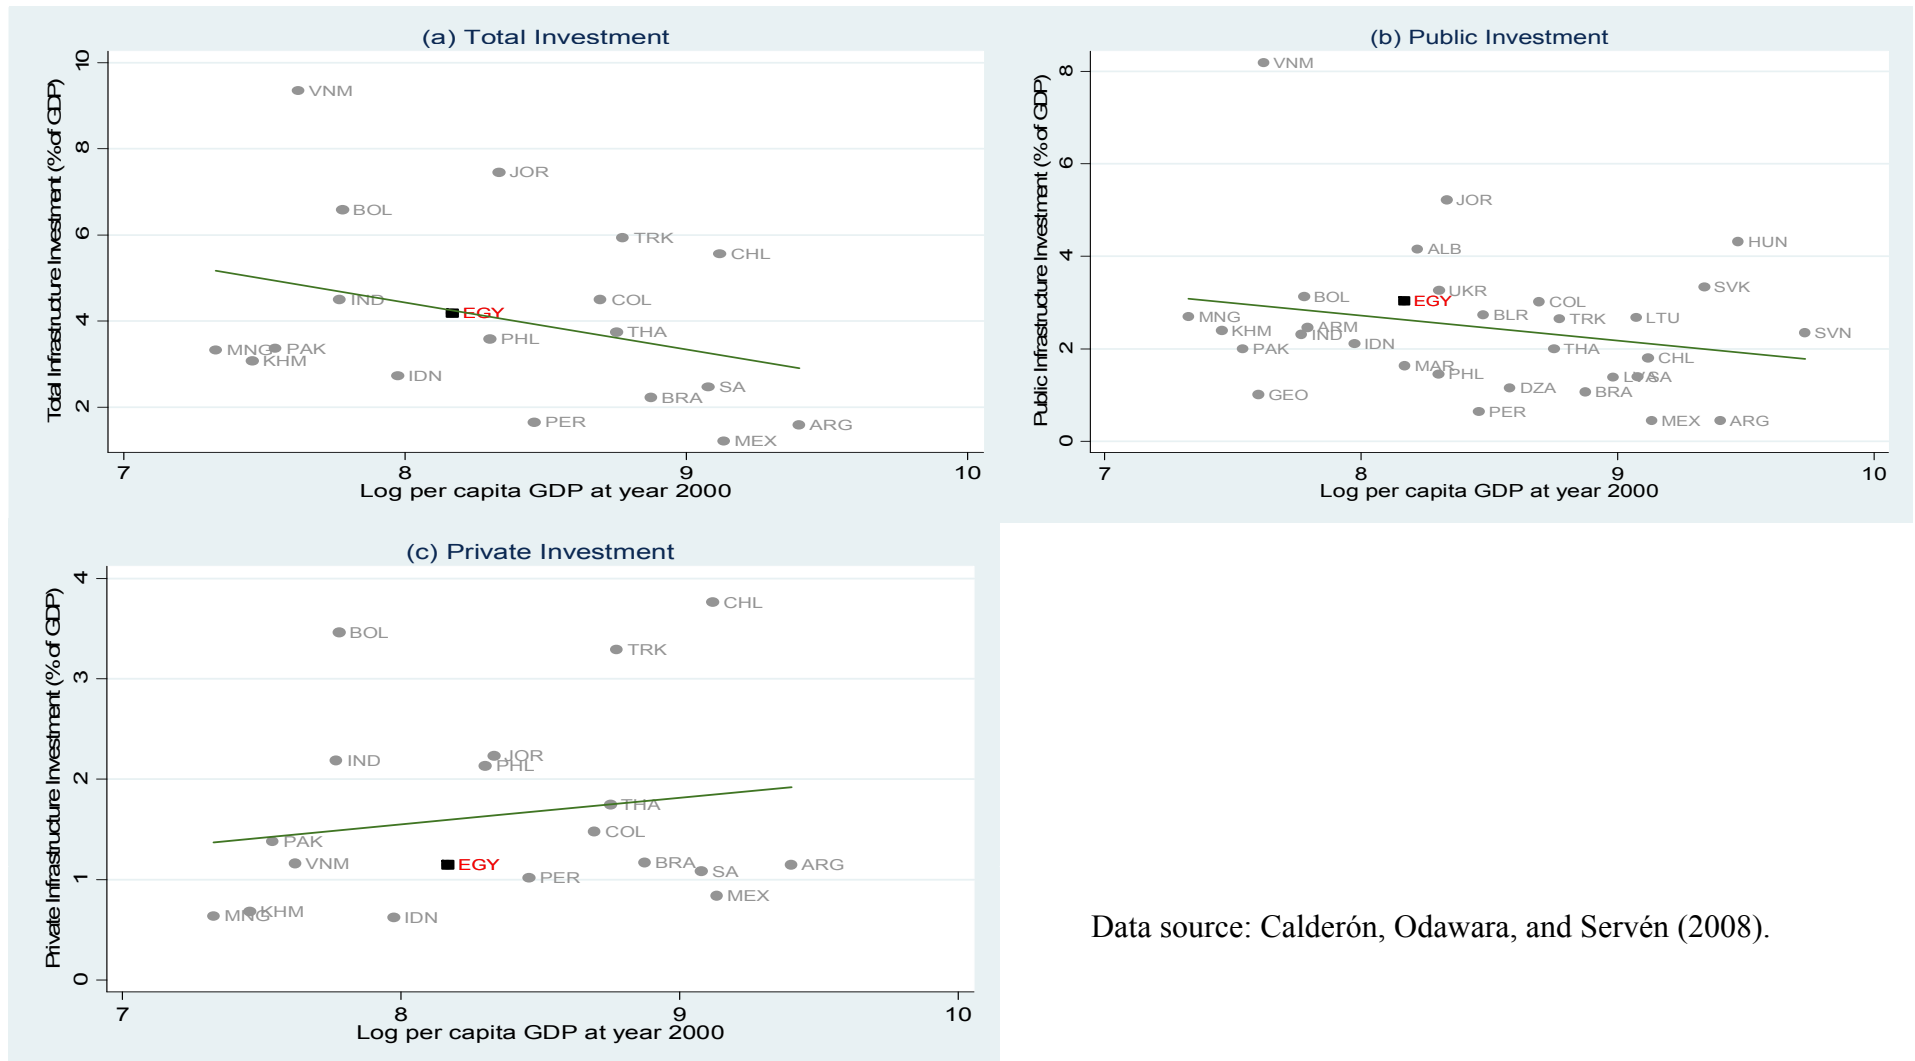 (a) Total Investment
Total Infrastructure Investment (% of GDP)
10
8
6
4
2
VNM
JOR
BOL
TRK
CHL
IND
COL
EGY
THA
PHL
MNG
PAK
KHM
IDN
SA
BRA
PER
ARG
MEX
7
8
9
10
Log per capita GDP at year 2000
(b) Public Investment
Public Infrastructure Investment (% of GDP)
8
6
4
2
0
VNM
JOR
HUN
ALB
SVK
UKR
BOL
EGY
COL
MNG
BLR
TRK
LTU
KHM
ARM
IND
SVN
IDN
PAK
THA
CHL
MAR
PHL
LVA
SA
DZA
BRA
GEO
PER
MEX
ARG
7
8
9
10
Log per capita GDP at year 2000
(c) Private Investment
Private Infrastructure Investment (% of GDP)
4
3
2
1
0
CHL
BOL
TRK
JOR
IND
PHL
THA
COL
PAK
VNM
EGY
BRA
ARG
SA
PER
MEX
MNG
KHM
IDN
7
8
9
10
Log per capita GDP at year 2000
Data source: Calderón, Odawara, and Servén (2008).